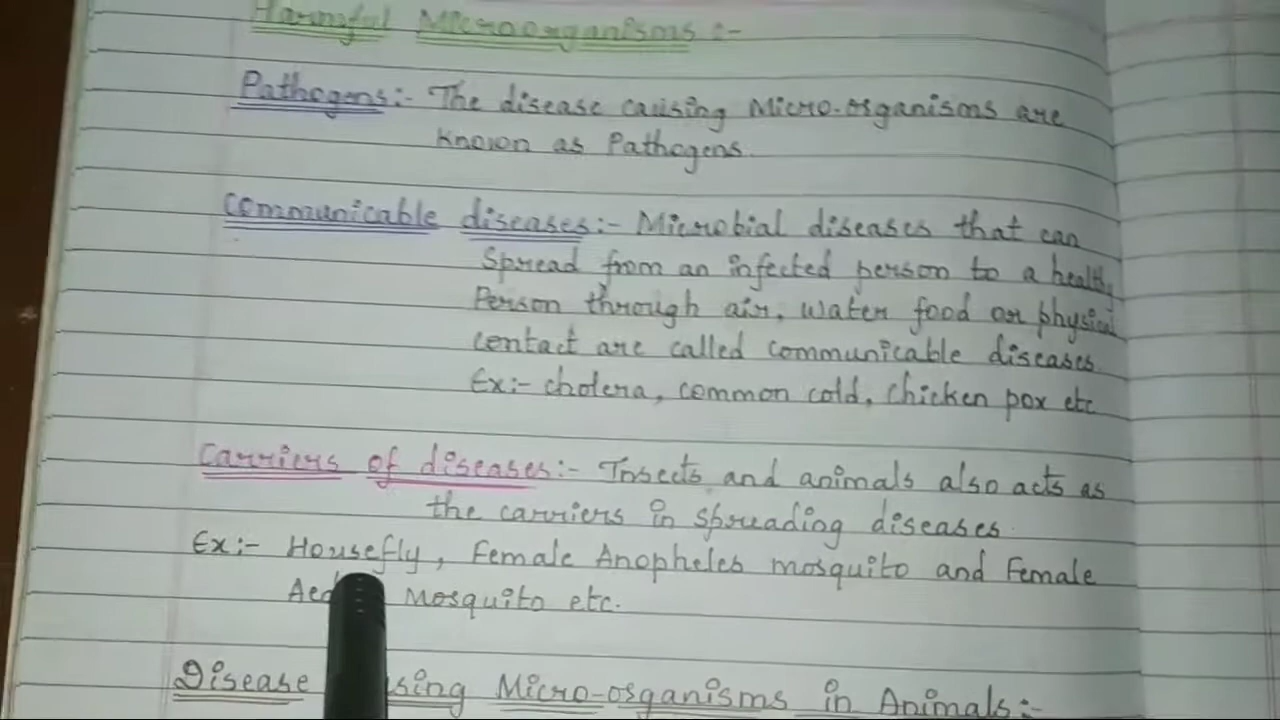 Harmful Microorganisms :-
Pathogens:- The disease causing Micro-organisms are
Known as Pathogens.
Communicable diseases:- Microbial diseases that can
Spread from an infected person to a healthy
Person through air, water food or physical
contact are called communicable diseases.
Ex:- cholera, common cold, chicken pox etc
Carriers of diseases:- Insects and animals also acts as
the carriers in spreading diseases.
Ex:- Housefly, Female Anopheles mosquito and Female
Mosquito etc.
Disease Micro-organisms in Animals:-